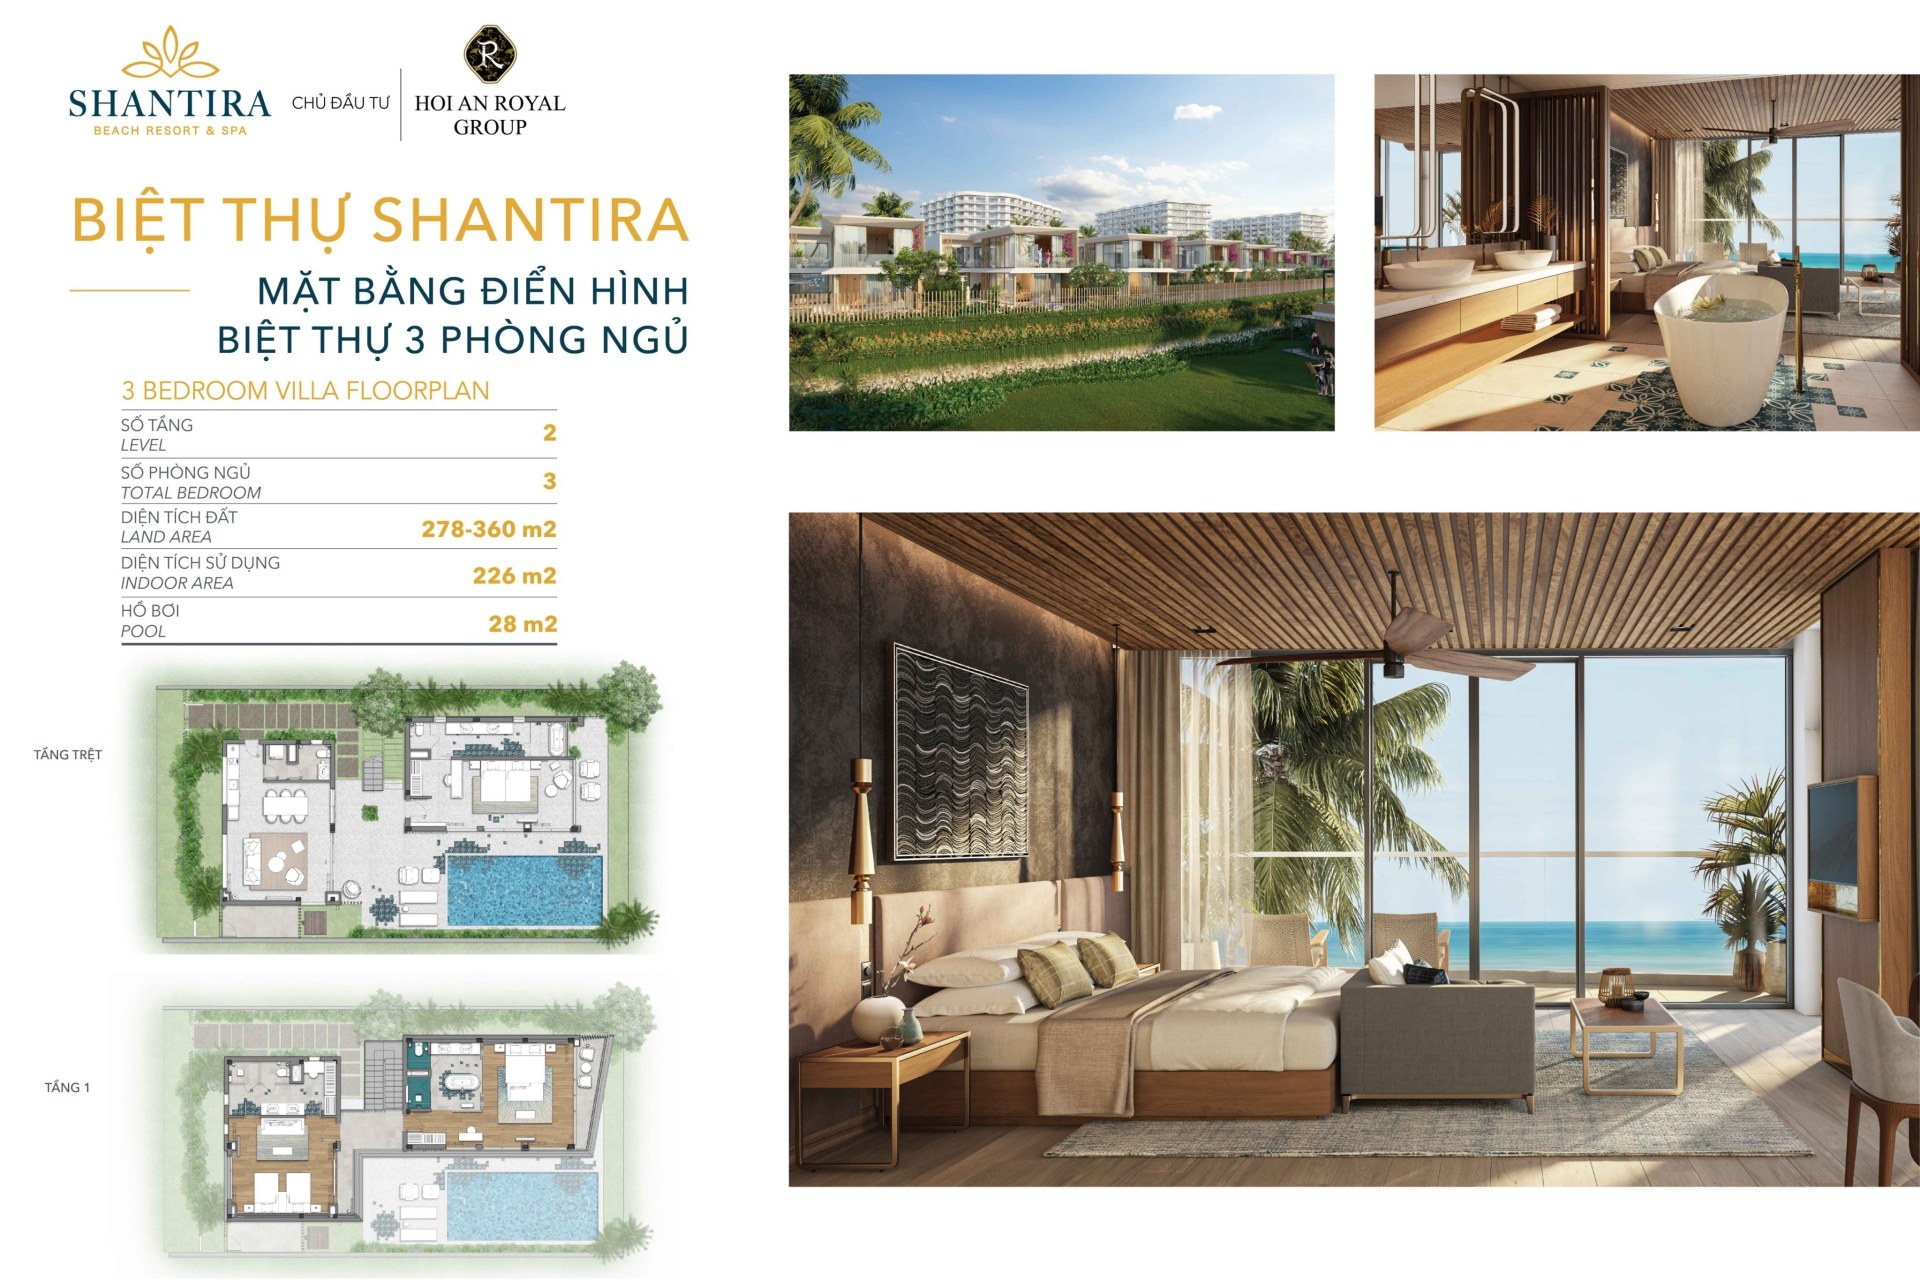 SHANTIRA
BEACH RESORT & SPA
CHỦ ĐẦU TƯ
R
HOI AN ROYAL
GROUP
BIỆT THỰ SHANTIRA
MẶT BẰNG ĐIỂN HÌNH
BIỆT THỰ 3 PHÒNG NGỦ
3 BEDROOM VILLA FLOORPLAN
SỐ TẦNG
LEVEL
2
SỐ PHÒNG NGỦ
TOTAL BEDROOM
3
DIỆN TÍCH ĐẤT
LAND AREA
278-360 m2
DIỆN TÍCH SỬ DỤNG
INDOOR AREA
226 m2
HỒ BƠI
POOL
28 m2
TẦNG TRỆT
TẦNG 1